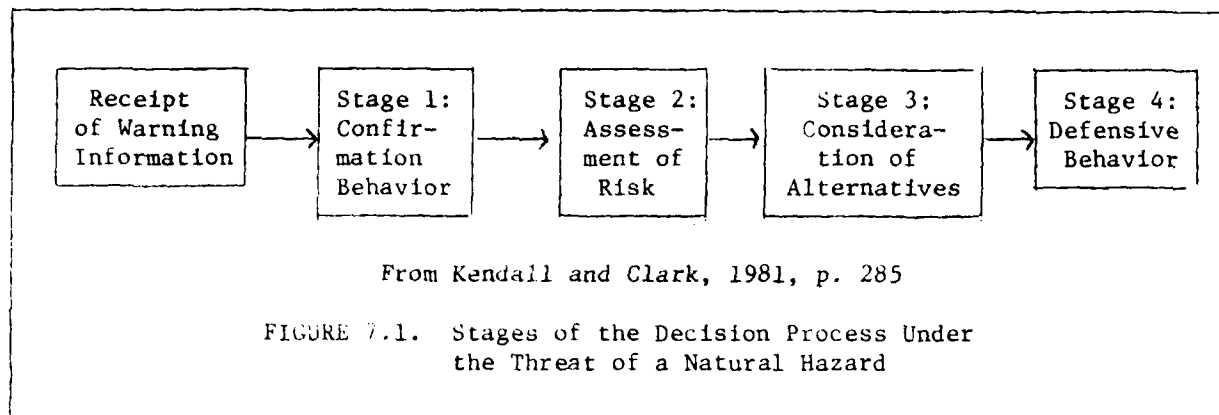 Receipt
of Warning
Information
Stage 1:
Confir-
mation
Behavior
Stage 2:
Assess-
ment of
Risk
Stage 3:
Considera-
tion of
Alternatives
Stage 4:
Defensive
Behavior
From Kendall and Clark, 1981, p. 285
FIGURE 7.1. Stages of the Decision Process Under
the Threat of a Natural Hazard